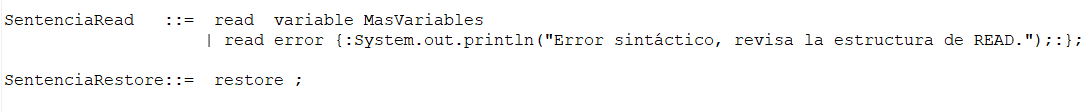 SentenciaRead   ::=  read  variable MasVariables
                    | read error {:System.out.println("Error sintáctico, revisa la estructura de READ.");:};
SentenciaRestore::=  restore ;